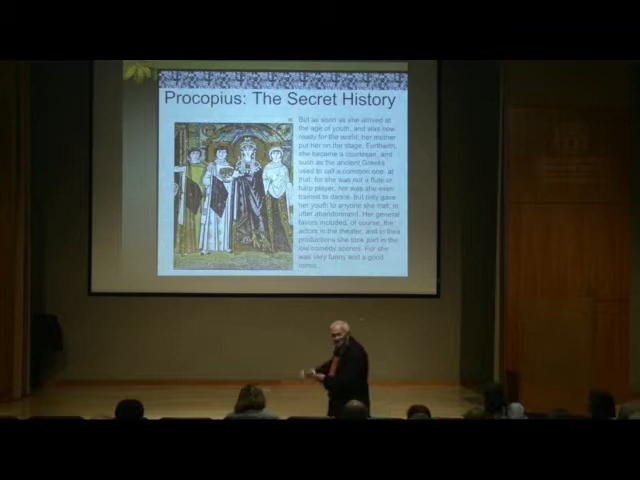 Procopius: The Secret History
But as soon as she arrived at
the age of youth, and was now
ready for the world, her mother
put her on the stage. Forthwith,
she became a courtesan, and
such as the ancient Greeks
used to call a common one, at
that: for she was not a flute or
harp player, nor was she even
trained to dance, but only gave
her youth to anyone she met, in
utter abandonment. Her general
favors included, of course, the
actors in the theater, and in their
productions she took part in the
low comedy scenes. For she
was very funny and a good